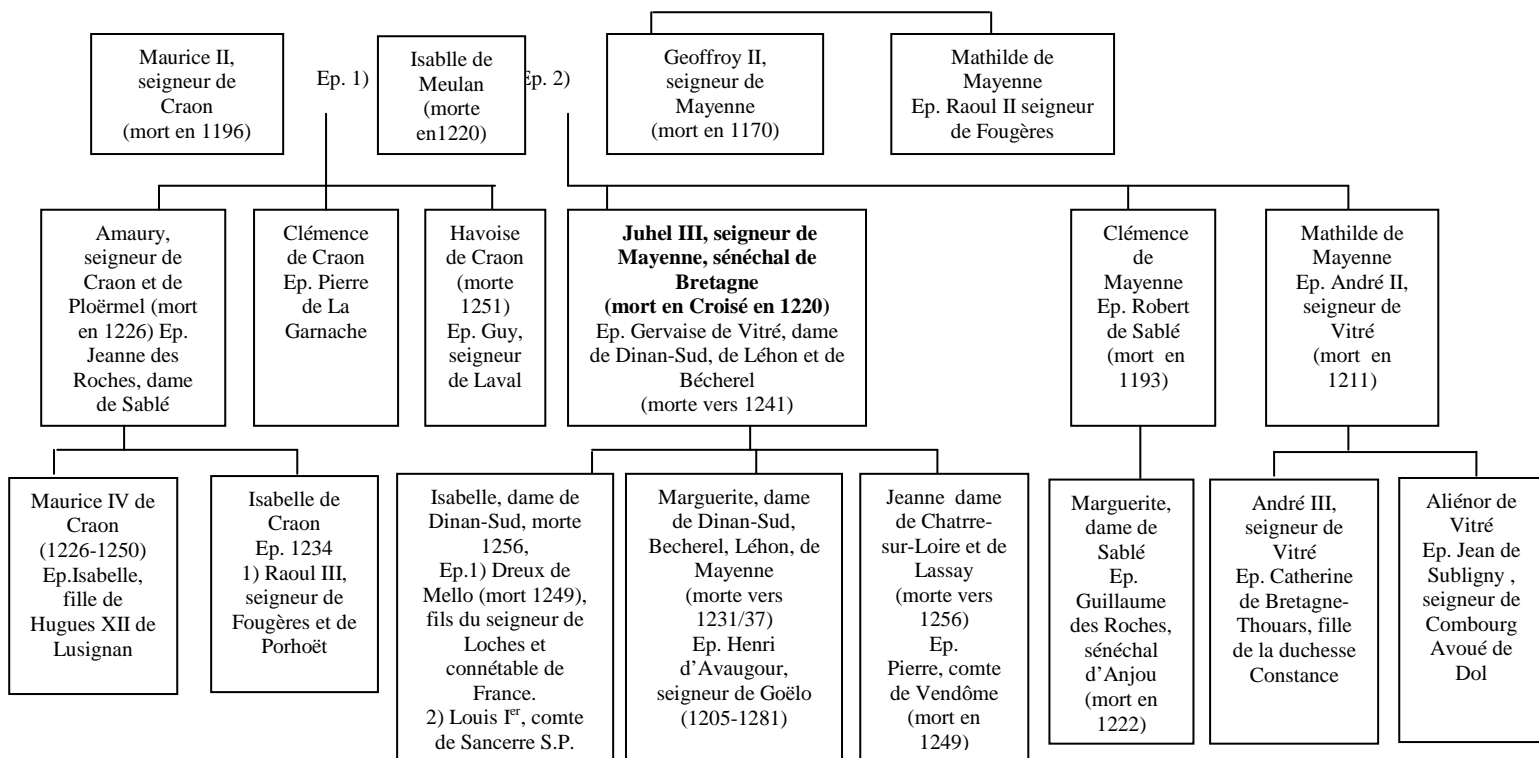 Maurice II,
seigneur de
Craon
(mort en 1196)
Ep. 1)
Isablle de
Meulan
(morte
en1220)
Ep. 2)
Geoffroy II,
seigneur de
Mayenne
(mort en 1170)
Mathilde de
Mayenne
Ep. Raoul II seigneur
de Fougères
Amaury,
seigneur de
Craon et de
Ploërmel (mort
en 1226) Ep.
Jeanne des
Roches, dame
de Sablé
Clémence
de Craon
Ep. Pierre
de La
Garnache
Havoise
de Craon
(morte
1251)
Ep. Guy,
seigneur
de Laval
Juhel III, seigneur de
Mayenne, sénéchal de
Bretagne
(mort en Croisé en 1220)
Ep. Gervaise de Vitré, dame
de Dinan-Sud, de Léhon et de
Bécherel
(morte vers 1241)
Clémence
de
Mayenne
Ep. Robert
de Sablé
(mort en
1193)
Mathilde de
Mayenne
Ep. André II,
seigneur de
Vitré
(mort en
1211)
Maurice IV de
Craon
(1226-1250)
Ep.Isabelle,
fille de
Hugues XII de
Lusignan
Isabelle de
Craon
Ep. 1234
1) Raoul III,
seigneur de
Fougères et de
Porhoët
Isabelle, dame de
Dinan-Sud, morte
1256,
Ep.1) Dreux de
Mello (mort 1249),
fils du seigneur de
Loches et
connétable de
France.
2) Louis Ier, comte
de Sancerre S.P.
Marguerite, dame
de Dinan-Sud,
Becherel, Léhon, de
Mayenne
(morte vers
1231/37)
Ep. Henri
d’Avaugour,
seigneur de Goëlo
(1205-1281)
Jeanne dame
de Chatrre-
sur-Loire et de
Lassay
(morte vers
1256)
Ep.
Pierre, comte
de Vendôme
(mort en
1249)
Marguerite,
dame de
Sablé
Ep.
Guillaume
des Roches,
sénéchal
d’Anjou
(mort en
1222)
André III,
seigneur de
Vitré
Ep. Catherine
de Bretagne-
Thouars, fille
de la duchesse
Constance
Aliénor de
Vitré
Ep. Jean de
Subligny ,
seigneur de
Combourg
Avoué de
Dol